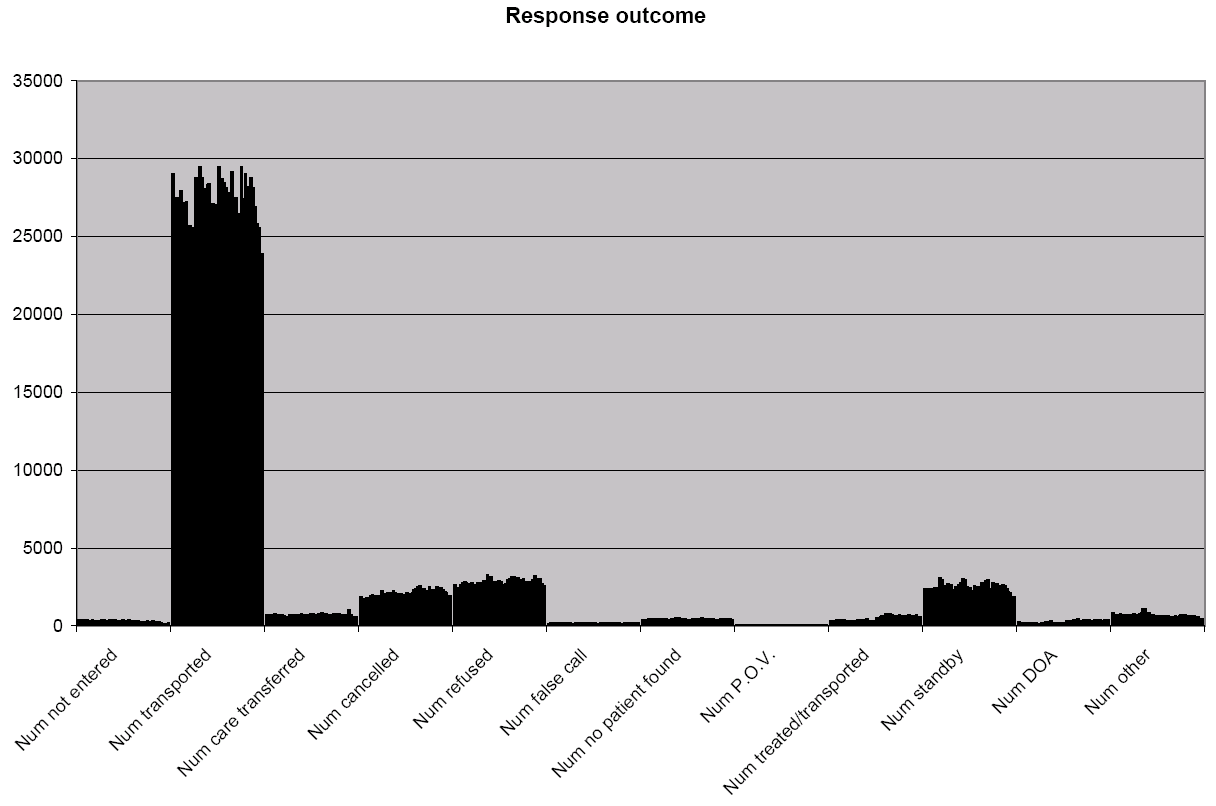 Response outcome
35000
30000
25000
20000
15000
10000
5000
0
Num not entered
Num transported
Num care transferred
Num cancelled
Num refused
Num false call
Num no patient found
Num P.O.V.
Num treated/transported
Num standby
Num DOA
Num other